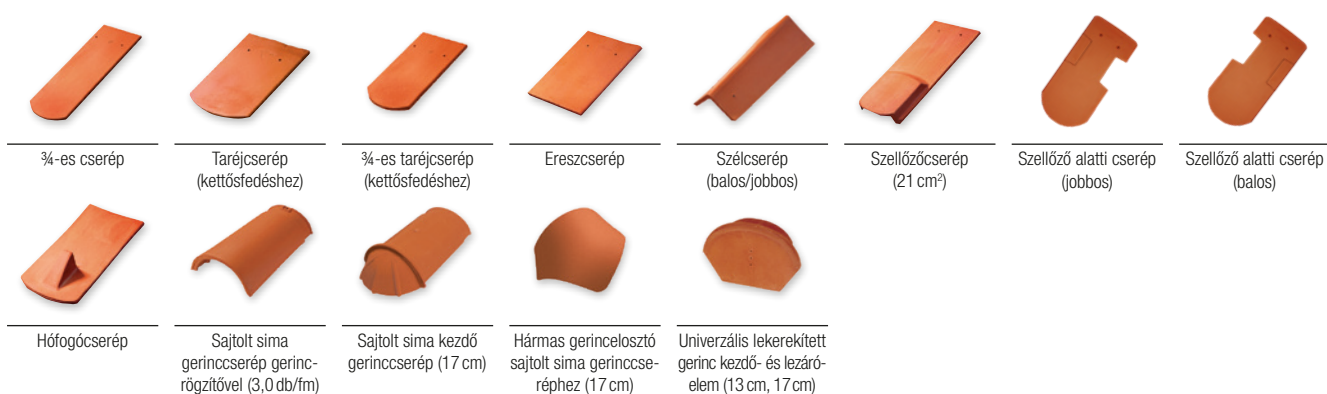 ¾-es cserép
Taréjcserép
(kettősfedéshez)
¾-es taréjcserép
(kettősfedéshez)
Ereszcserép
Szélcserép
(balos/jobbos)
Szellőzőcserép
(21 cm²)
Szellőző alatti cserép
(jobbos)
Szellőző alatti cserép
(balos)
Hófogócserép
Sajtolt sima
gerinccserép gerinc-
rögzítővel (3,0 db/fm)
Sajtolt sima kezdő
gerinccserép (17 cm)
Hármas gerincelosztó
sajtolt sima gerinccse-
réphez (17 cm)
Univerzális lekerekített
gerinc kezdő- és lezáró-
elem (13 cm, 17 cm)